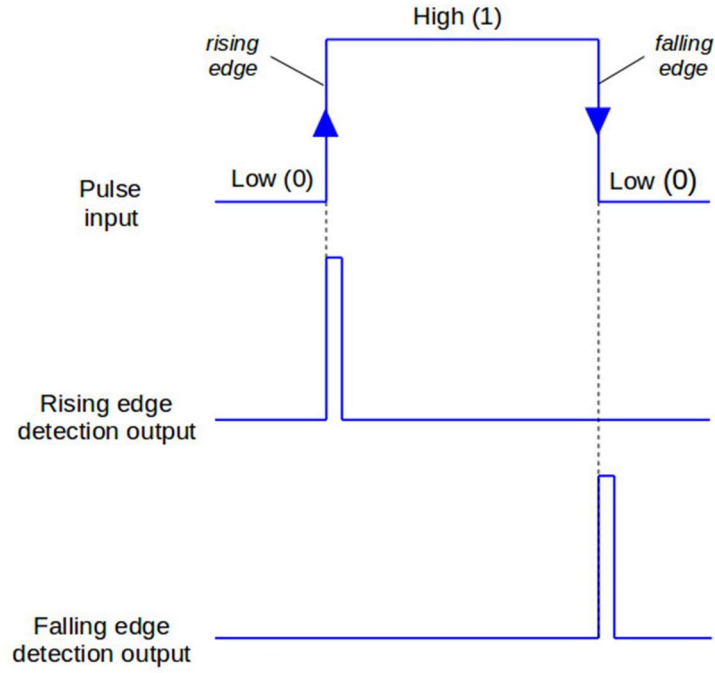 High (1)
rising
edge
falling
edge
Low (0)
Low (0)
Pulse
input
Rising edge
detection output
Falling edge
detection output